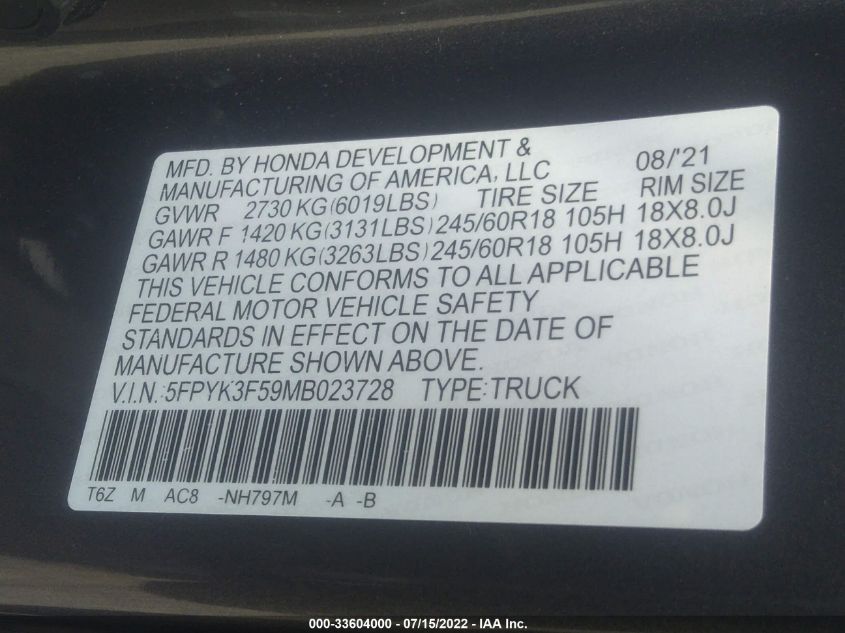 MFD. BY HONDA DEVELOPMENT & 08/'21
MANUFACTURING OF AMERICA, LLC
GVWR 2730 KG(6019LBS) TIRE SIZE RIM SIZE
GAWR F 1420 KG(3131LBS) 245/60R18 105H 18X8.0J
GAWR R 1480 KG(3263LBS) 245/60R18 105H 18X8.0J
THIS VEHICLE CONFORMS TO ALL APPLICABLE
FEDERAL MOTOR VEHICLE SAFETY
STANDARDS IN EFFECT ON THE DATE OF
MANUFACTURE SHOWN ABOVE.
V.I.N.:5FPYK3F59MB023728 TYPE:TRUCK
T6Z M AC8 -NH797M -A -B
000-33604000 - 07/15/2022 - IAA Inc.